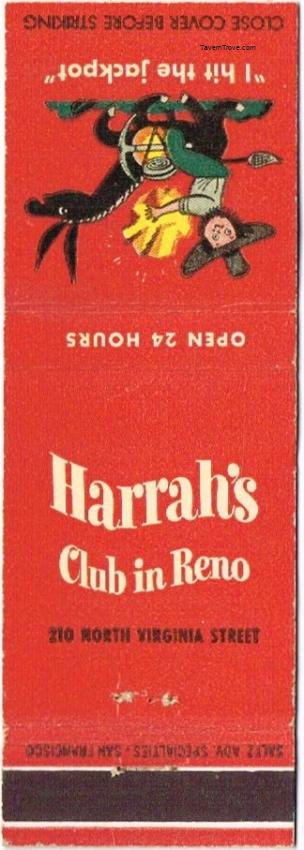 CLOSE COVER BEFORE STRIKING
TavernTrove.com
"I hit the jackpot"
OPEN 24 HOURS
Harrah's
Club in Reno
210 NORTH VIRGINIA STREET
SALTZ ADV. SPECIALTIES - SAN FRANCISCO